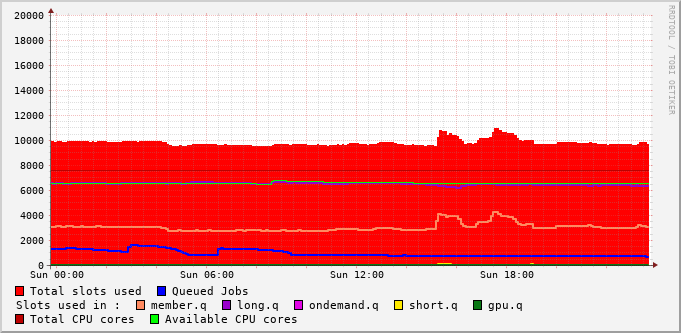 20000
18000
16000
14000
12000
10000
8000
6000
4000
2000
0
Sun 00:00 Sun 06:00 Sun 12:00 Sun 18:00
Total slots used Queued Jobs
Slots used in : member.q long.q ondemand.q short.q gpu.q
Total CPU cores Available CPU cores
RRDTOOL / TOBI OETIKER